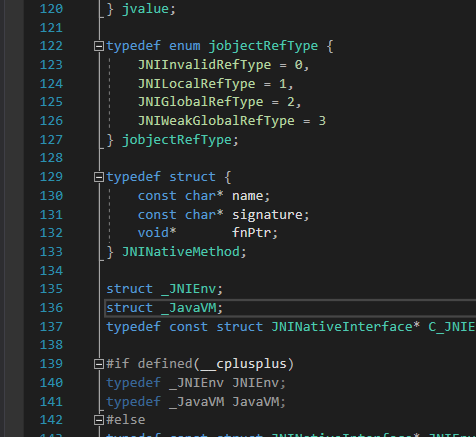 120 } jvalue;
121
122 typedef enum jobjectRefType {
123 JNIInvalidRefType = 0,
124 JNILocalRefType = 1,
125 JNIGlobalRefType = 2,
126 JNIWeakGlobalRefType = 3
127 } jobjectRefType;
128
129 typedef struct {
130 const char* name;
131 const char* signature;
132 void* fnPtr;
133 } JNINativeMethod;
134
135 struct _JNIEnv;
136 struct _JavaVM;
137 typedef const struct JNINativeInterface* C_JNIE
138
139 #if defined(__cplusplus)
140 typedef _JNIEnv JNIEnv;
141 typedef _JavaVM JavaVM;
142 #else